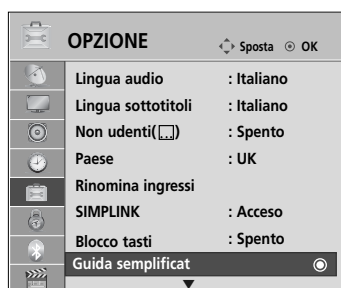 OPZIONE Sposta OK
Lingua audio : Italiano
Lingua sottotitoli : Italiano
Non udenti( ) : Spento
Paese : UK
Rinomina ingressi
SIMPLINK : Acceso
Blocco tasti : Spento
Guida semplificat